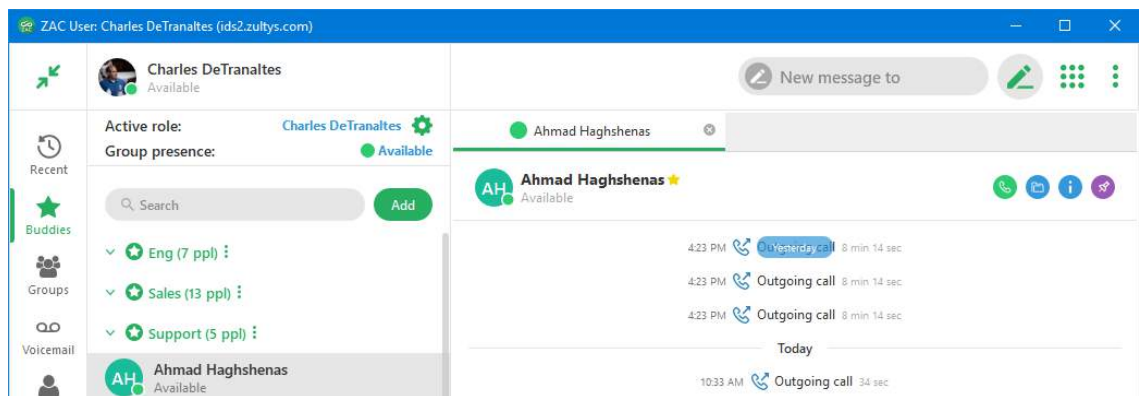 ZAC User: Charles DeTranaltes (ids2.zultys.com)
Charles DeTranaltes
Available
New message to
Active role: Charles DeTranaltes
Group presence: Available
Recent
Buddies
Groups
Voicemail
Search
Add
Eng (7 ppl)
Sales (13 ppl)
Support (5 ppl)
AH
Ahmad Haghshenas
Available
Ahmad Haghshenas
AH
Ahmad Haghshenas
Available
4:23 PM Outgoing call 8 min 14 sec
Yesterday
4:23 PM Outgoing call 8 min 14 sec
4:23 PM Outgoing call 8 min 14 sec
Today
10:33 AM Outgoing call 34 sec